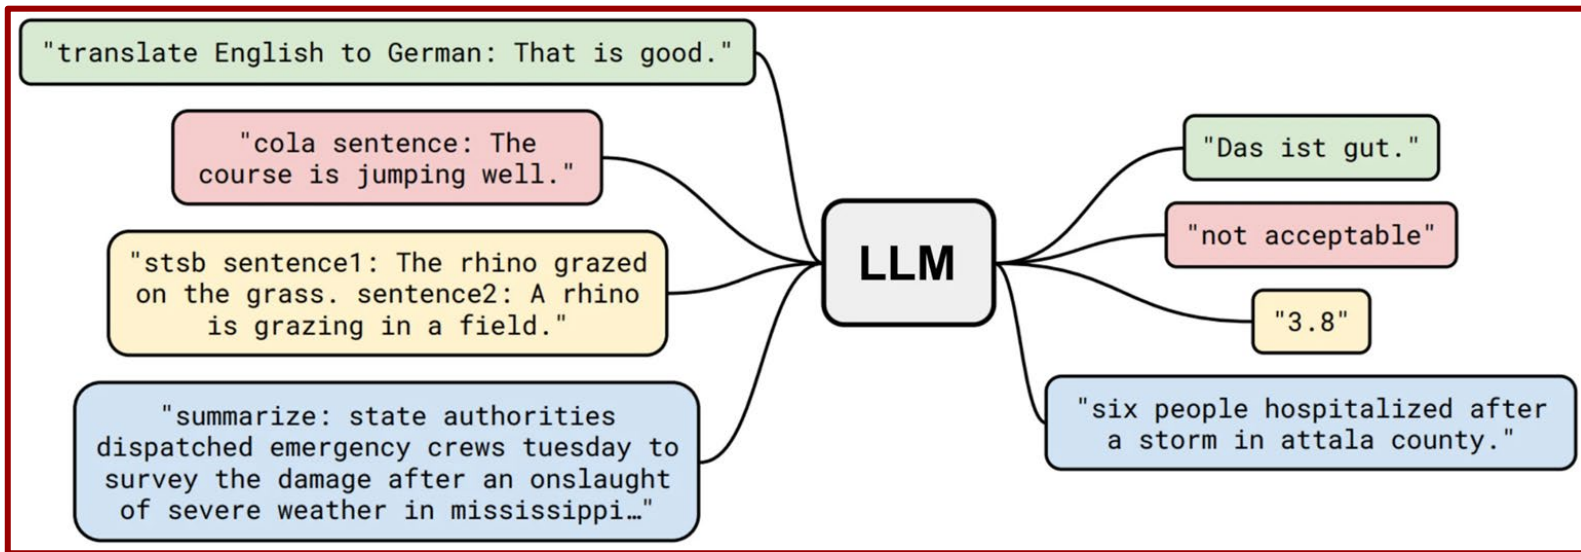 "translate English to German: That is good."
"cola sentence: The
course is jumping well."
"stsb sentence1: The rhino grazed
on the grass. sentence2: A rhino
is grazing in a field."
"summarize: state authorities
dispatched emergency crews tuesday to
survey the damage after an onslaught
of severe weather in mississippi…"
LLM
"Das ist gut."
"not acceptable"
"3.8"
"six people hospitalized after
a storm in attala county."